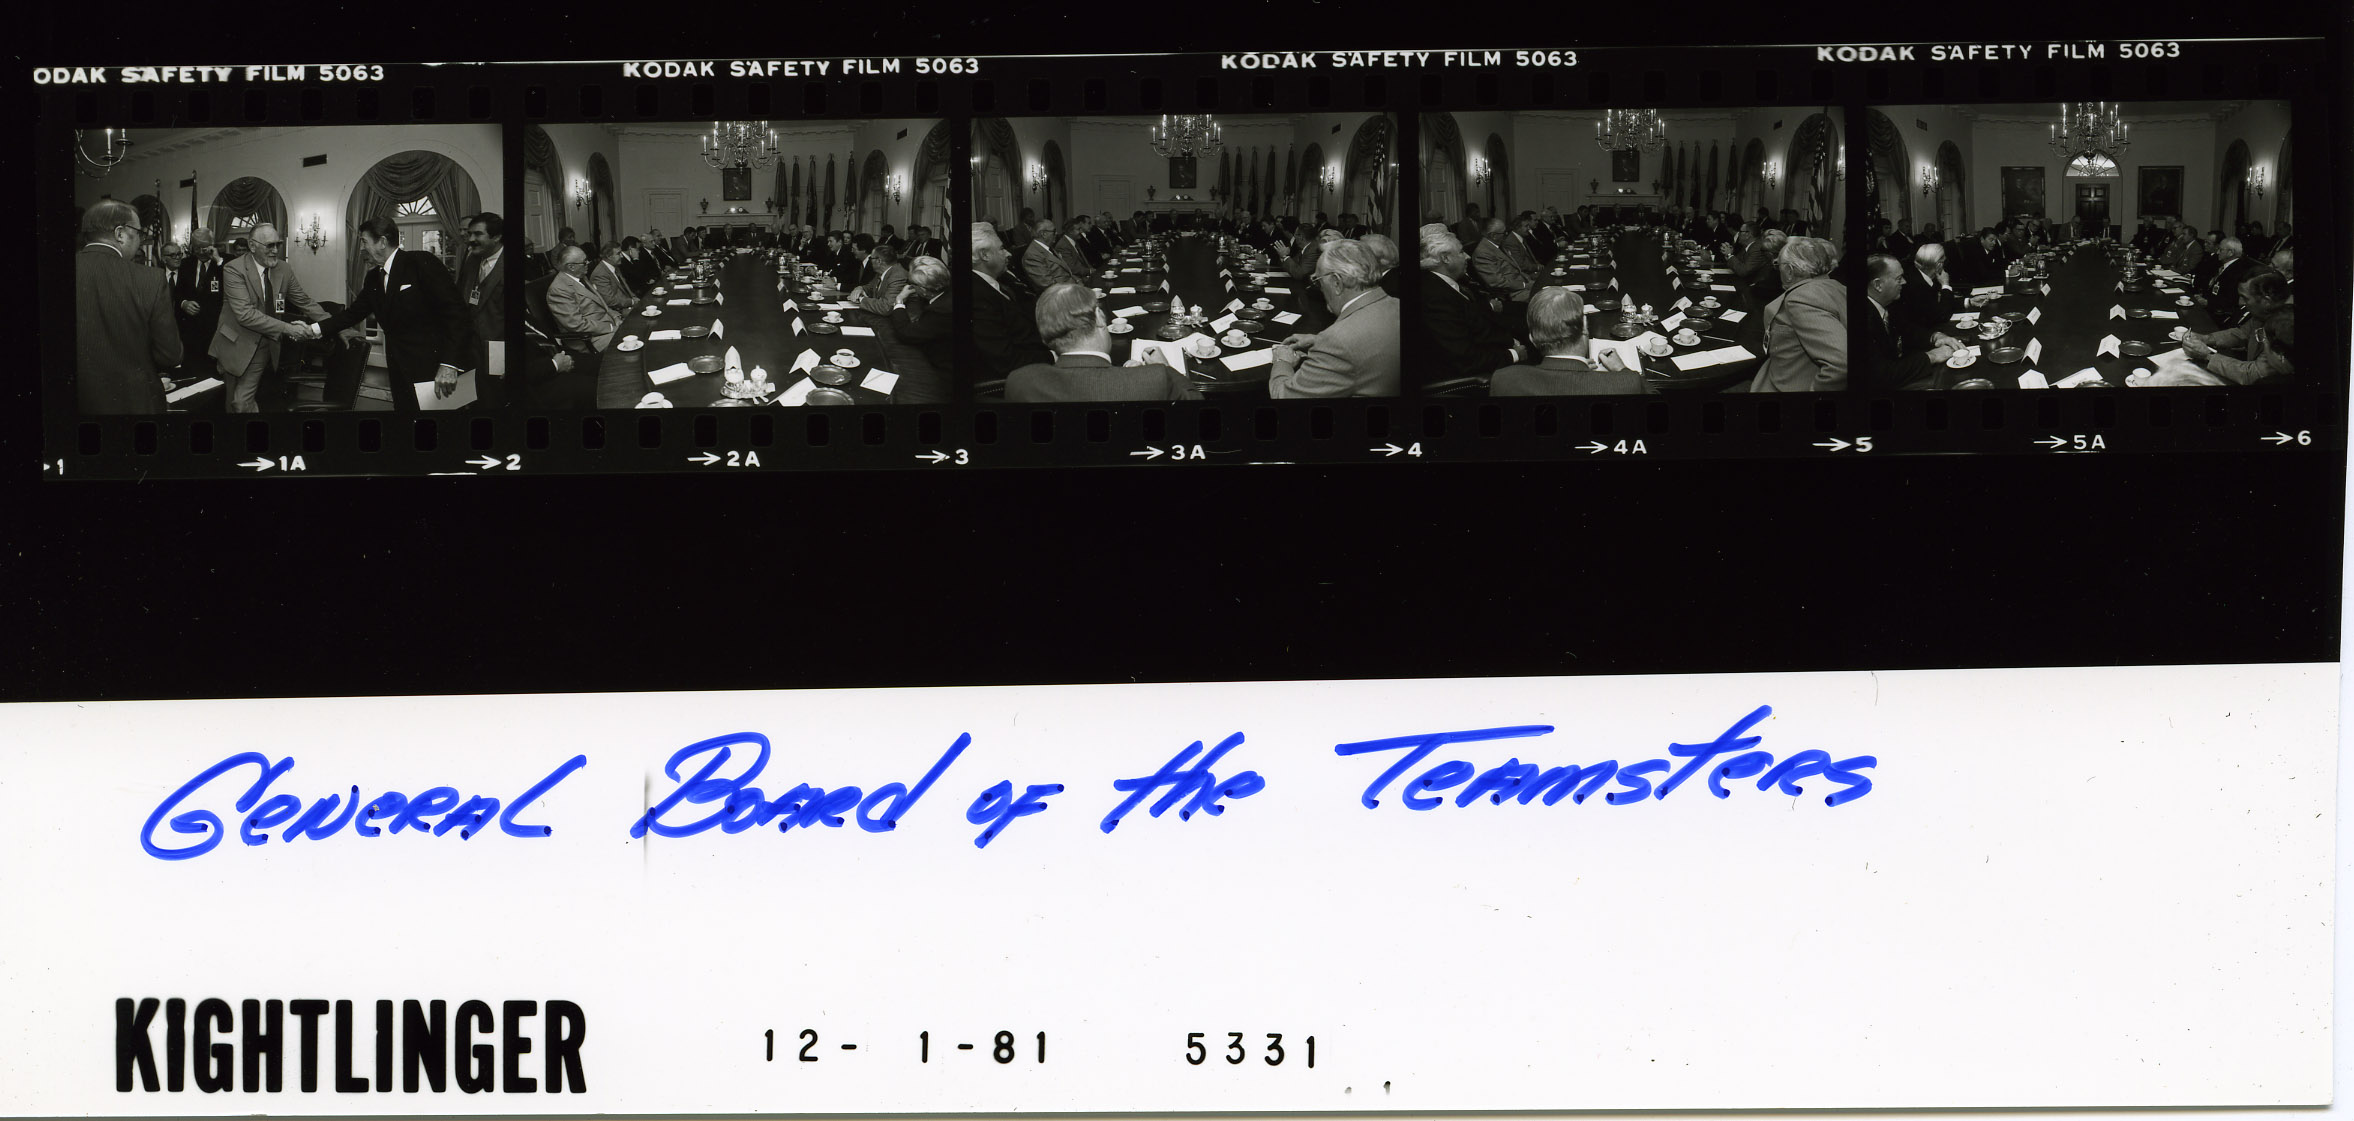 ODAK SAFETY FILM 5063 KODAK SAFETY FILM 5063 KODAK SAFETY FILM 5063 KODAK SAFETY FILM 5063
1 →1A →2 →2A →3 →3A →4 →4A →5 →5A →6
General Board of the Teamsters
KIGHTLINGER 12- 1-81 5331